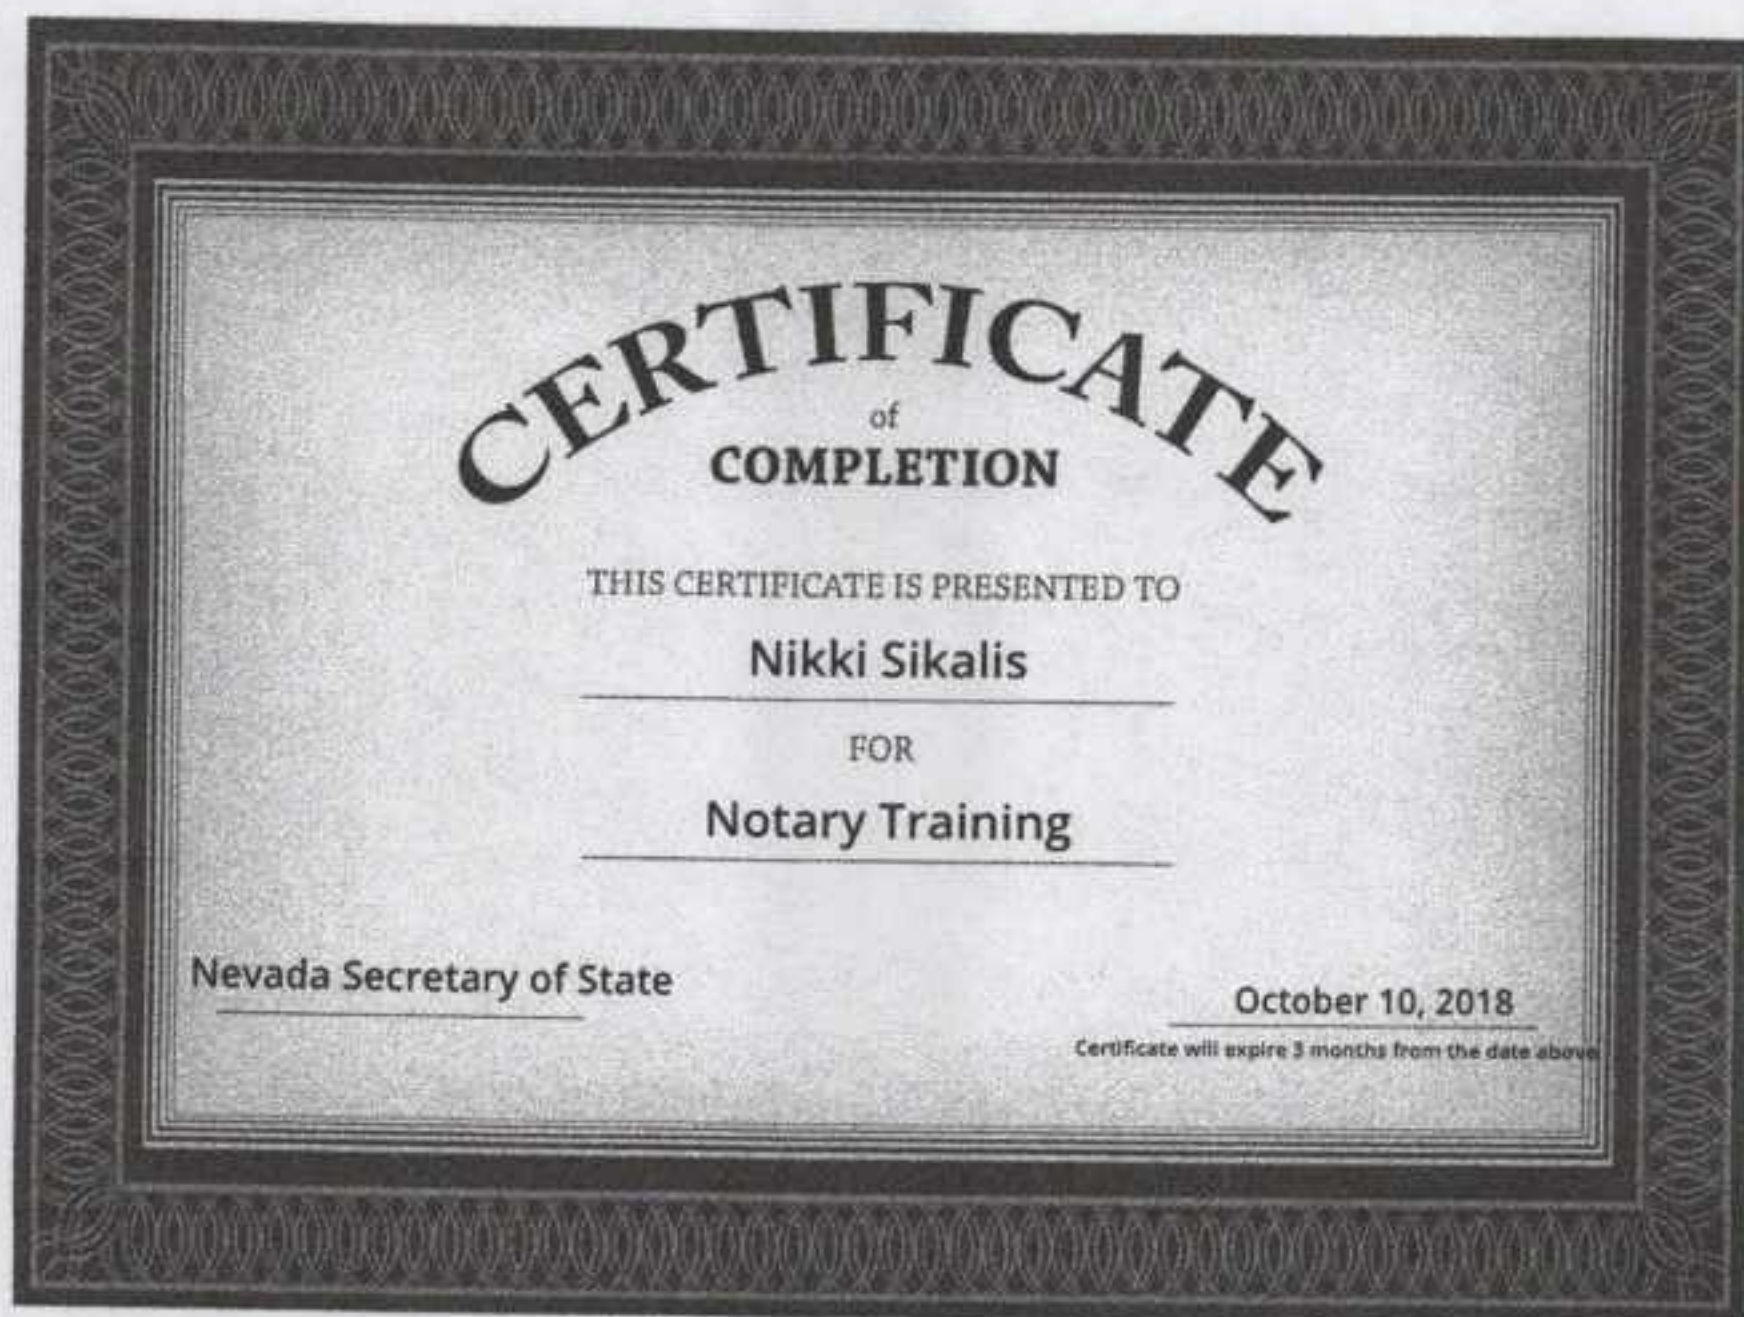 CERTIFICATE
of
COMPLETION
THIS CERTIFICATE IS PRESENTED TO
Nikki Sikalis
FOR
Notary Training
Nevada Secretary of State
October 10, 2018
Certificate will expire 3 months from the date above